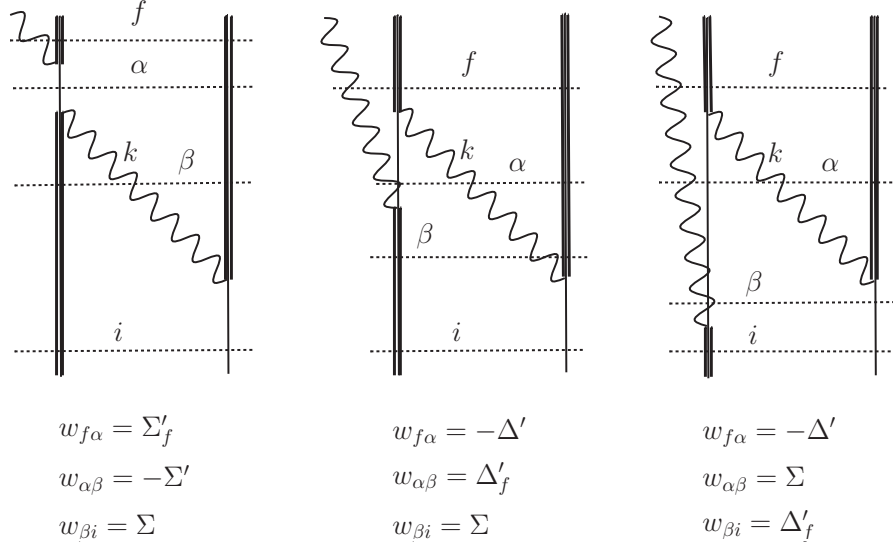 f
α
k
β
i
f
k
α
β
i
f
k
α
β
i
w_{fα} = Σ′_f
w_{αβ} = −Σ′
w_{βi} = Σ
w_{fα} = −Δ′
w_{αβ} = Δ′_f
w_{βi} = Σ
w_{fα} = −Δ′
w_{αβ} = Σ
w_{βi} = Δ′_f